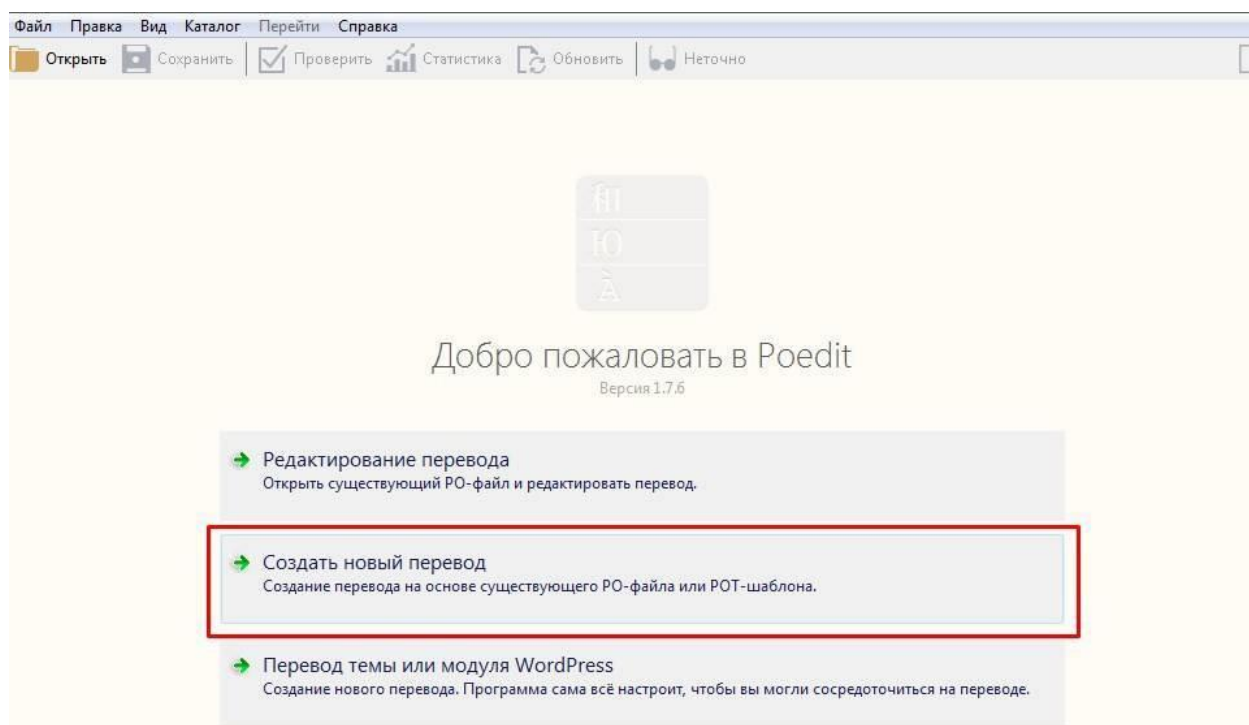 Файл Правка Вид Каталог Перейти Справка
Открыть Сохранить Проверить Статистика Обновить Неточно
Ю
À
Добро пожаловать в Poedit
Версия 1.7.6
Редактирование перевода
Открыть существующий PO-файл и редактировать перевод.
Создать новый перевод
Создание перевода на основе существующего PO-файла или POT-шаблона.
Перевод темы или модуля WordPress
Создание нового перевода. Программа сама всё настроит, чтобы вы могли сосредоточиться на переводе.